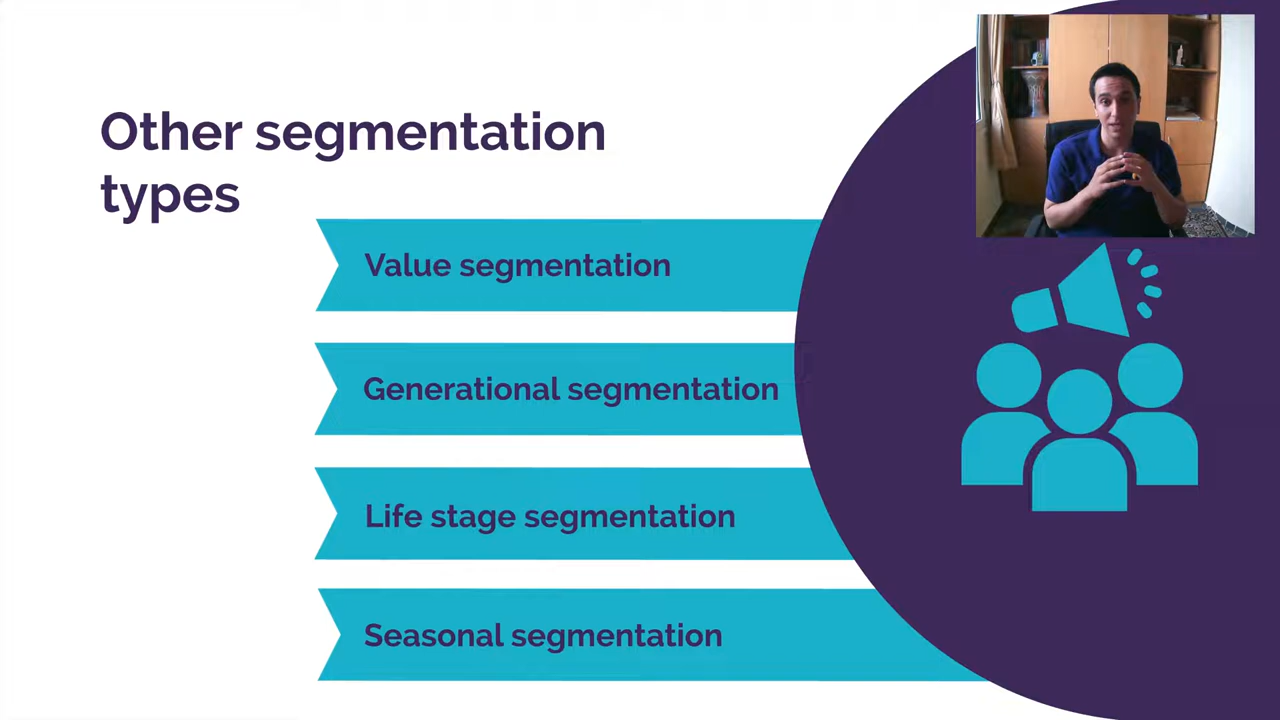 Other segmentation
types
Value segmentation
Generational segmentation
Life stage segmentation
Seasonal segmentation